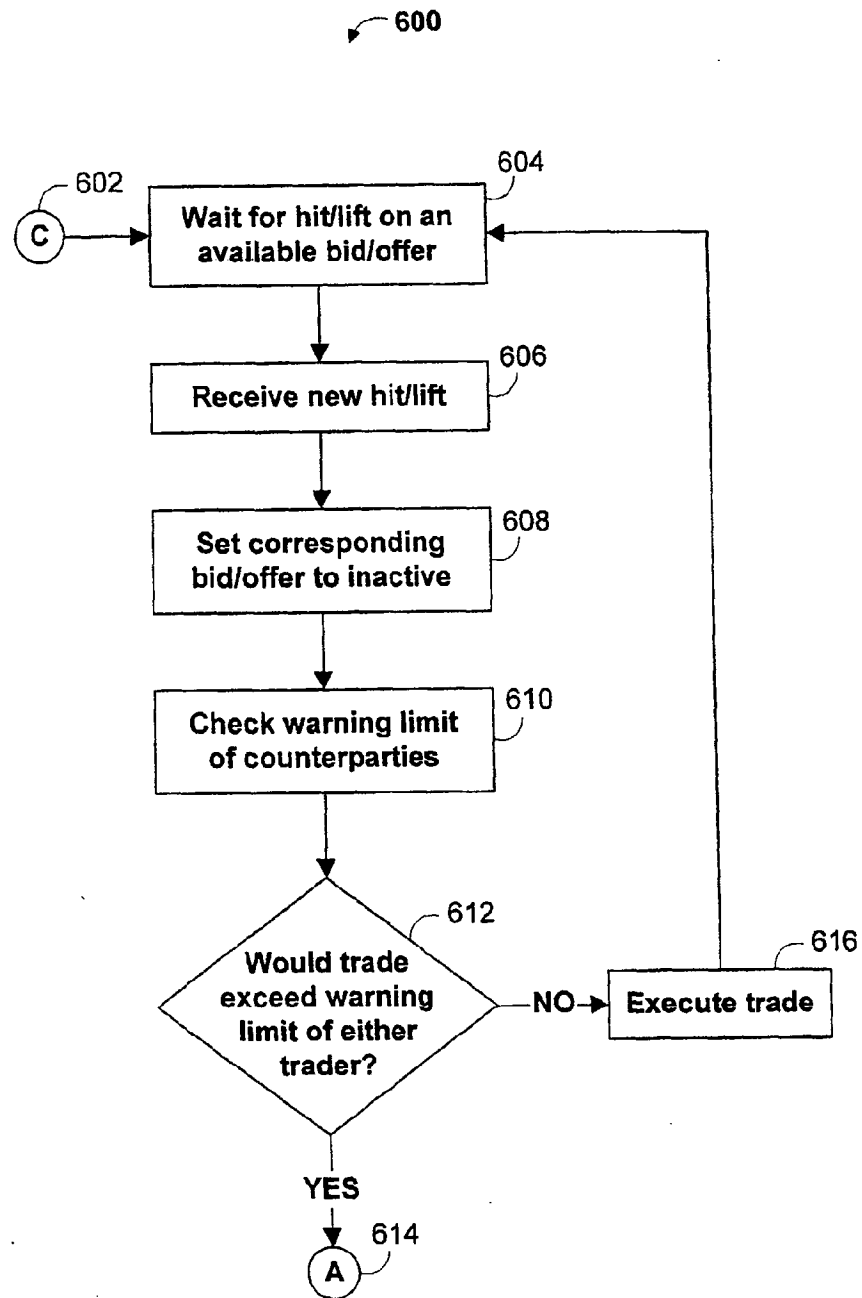 600
602
C
604
Wait for hit/lift on an
available bid/offer
606
Receive new hit/lift
608
Set corresponding
bid/offer to inactive
610
Check warning limit
of counterparties
612
Would trade
exceed warning
limit of either
trader?
NO
616
Execute trade
YES
614
A